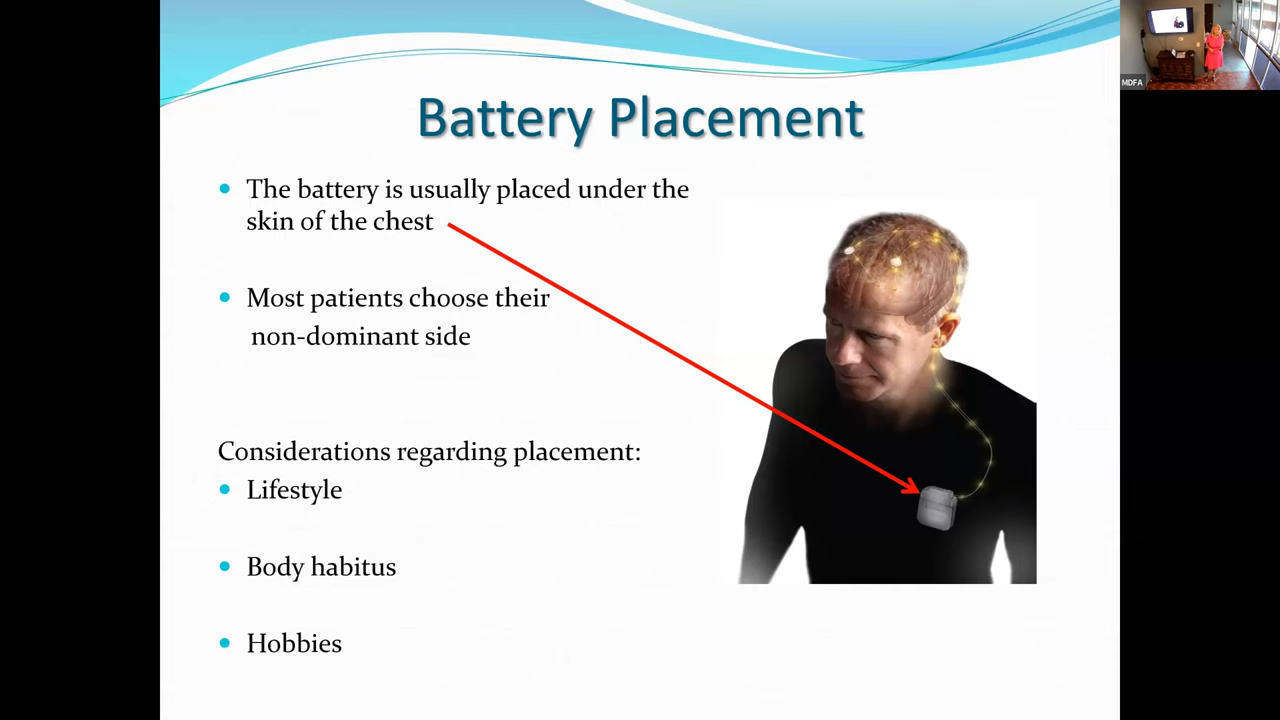 MDFA
Battery Placement
The battery is usually placed under the
skin of the chest
Most patients choose their
non-dominant side
Considerations regarding placement:
Lifestyle
Body habitus
Hobbies